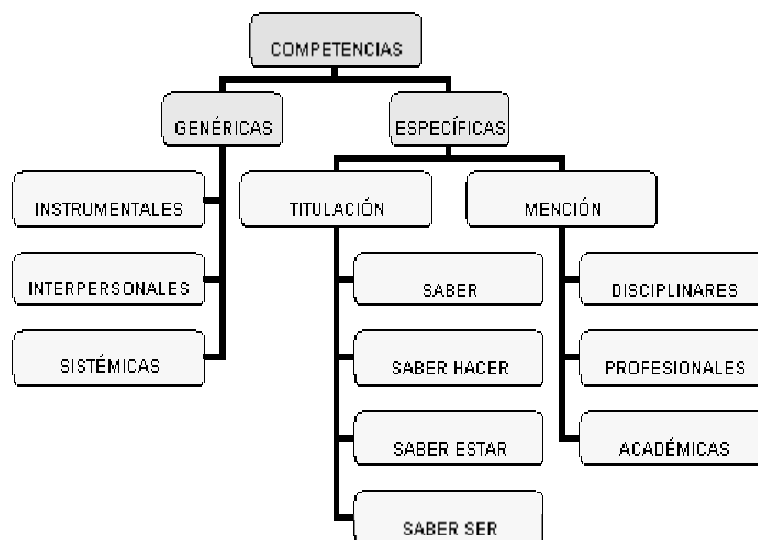 COMPETENCIAS
GENÉRICAS
ESPECÍFICAS
INSTRUMENTALES
TITULACIÓN
MENCIÓN
INTERPERSONALES
SABER
DISCIPLINARES
SISTÉMICAS
SABER HACER
PROFESIONALES
SABER ESTAR
ACADÉMICAS
SABER SER